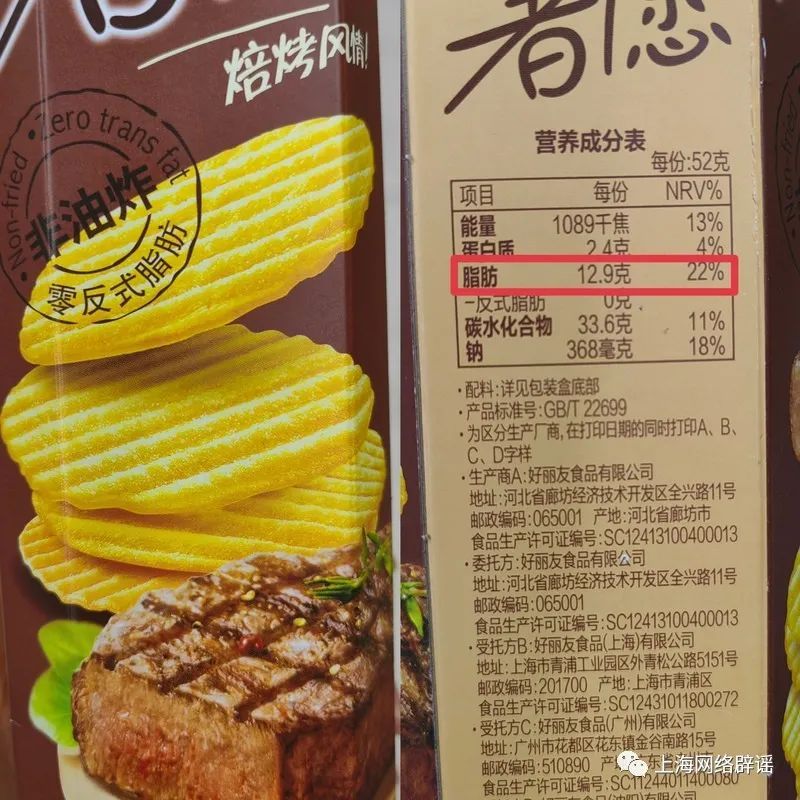 焙烤风情!
Non-fried · Zero trans fat
非油炸
零反式脂肪
者恋
营养成分表
每份:52克
项目 每份 NRV%
能量 1089千焦 13%
蛋白质 2.4克 4%
脂肪 12.9克 22%
-反式脂肪 0克
碳水化合物 33.6克 11%
钠 368毫克 18%
·配料:详见包装盒底部
·产品标准号:GB/T 22699
·为区分生产厂商,在打印日期的同时打印A、B、
C、D字样
·生产商A:好丽友食品有限公司
地址:河北省廊坊经济技术开发区全兴路11号
邮政编码:065001 产地:河北省廊坊市
食品生产许可证编号:SC12413100400013
·委托方:好丽友食品有限公司
地址:河北省廊坊经济技术开发区全兴路11号
邮政编码:065001
食品生产许可证编号:SC12413100400013
·受托方B:好丽友食品(上海)有限公司
地址:上海市青浦工业园区外青松公路5151号
邮政编码:201700 产地:上海市青浦区
食品生产许可证编号:SC12431011800272
·受托方C:好丽友食品(广州)有限公司
地址:广州市花都区花东镇金谷南路15号
邮政编码:510890
食品生产许可证编号:SC11244011400080
上海网络辟谣